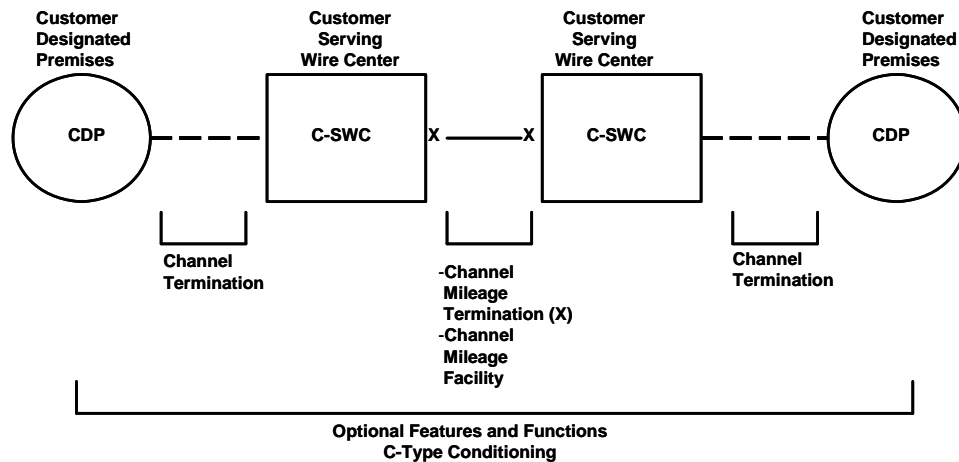 Customer
Designated
Premises
Customer
Serving
Wire Center
Customer
Serving
Wire Center
Customer
Designated
Premises
CDP
C-SWC
X
X
C-SWC
CDP
Channel
Termination
-Channel
Mileage
Termination (X)
-Channel
Mileage
Facility
Channel
Termination
Optional Features and Functions
C-Type Conditioning